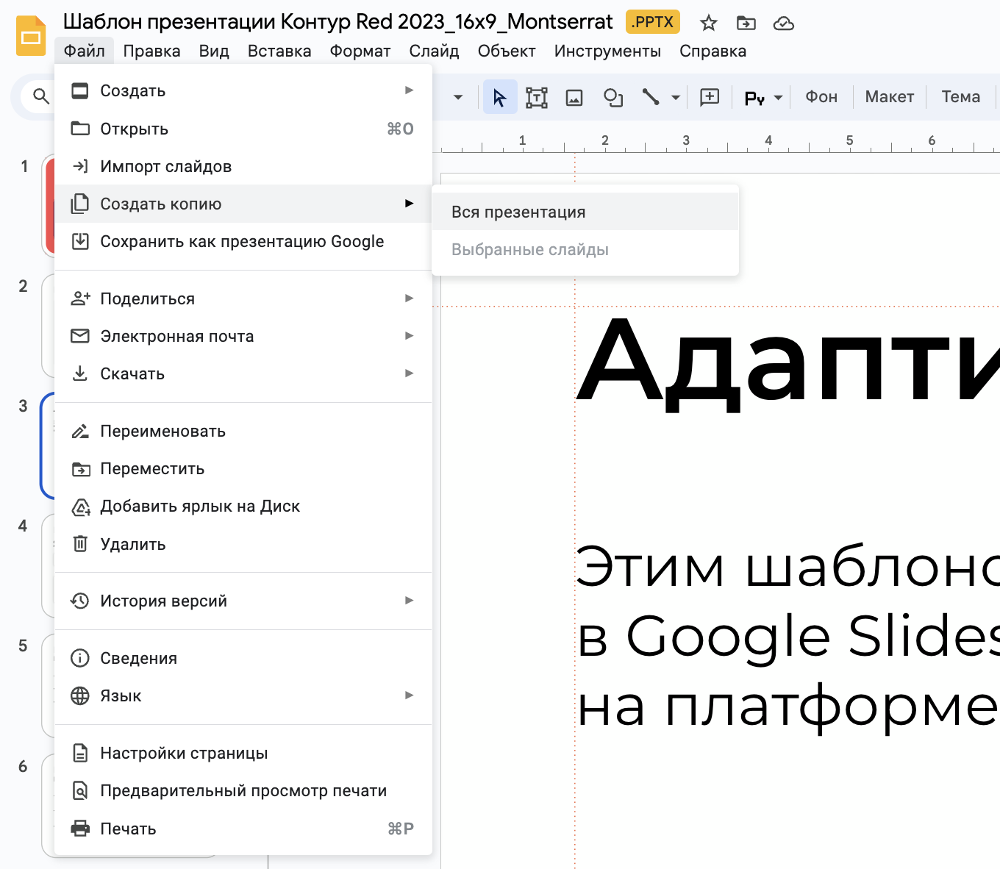 Шаблон презентации Контур Red 2023_16x9_Montserrat .PPTX
Файл Правка Вид Вставка Формат Слайд Объект Инструменты Справка
Фон Макет Тема
1 2 3 4 5 6
Создать
Открыть ⌘O
Импорт слайдов
Создать копию
Сохранить как презентацию Google
Поделиться
Электронная почта
Скачать
Переименовать
Переместить
Добавить ярлык на Диск
Удалить
История версий
Сведения
Язык
Настройки страницы
Предварительный просмотр печати
Печать ⌘P
Вся презентация
Выбранные слайды
1
2
3
4
5
6
Адапти
Этим шаблоно
в Google Slides
на платформе